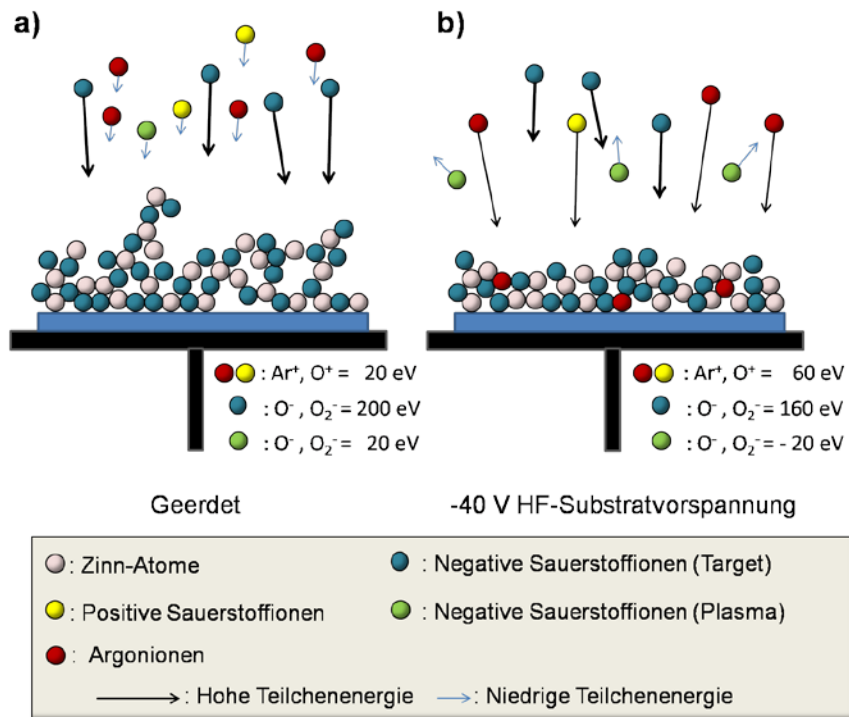 a)
b)
: Ar⁺, O⁺ = 20 eV
: O⁻, O₂⁻ = 200 eV
: O⁻, O₂⁻ = 20 eV
: Ar⁺, O⁺ = 60 eV
: O⁻, O₂⁻ = 160 eV
: O⁻, O₂⁻ = - 20 eV
Geerdet
-40 V HF-Substratvorspannung
: Zinn-Atome
: Negative Sauerstoffionen (Target)
: Positive Sauerstoffionen
: Negative Sauerstoffionen (Plasma)
: Argonionen
: Hohe Teilchenenergie
: Niedrige Teilchenenergie